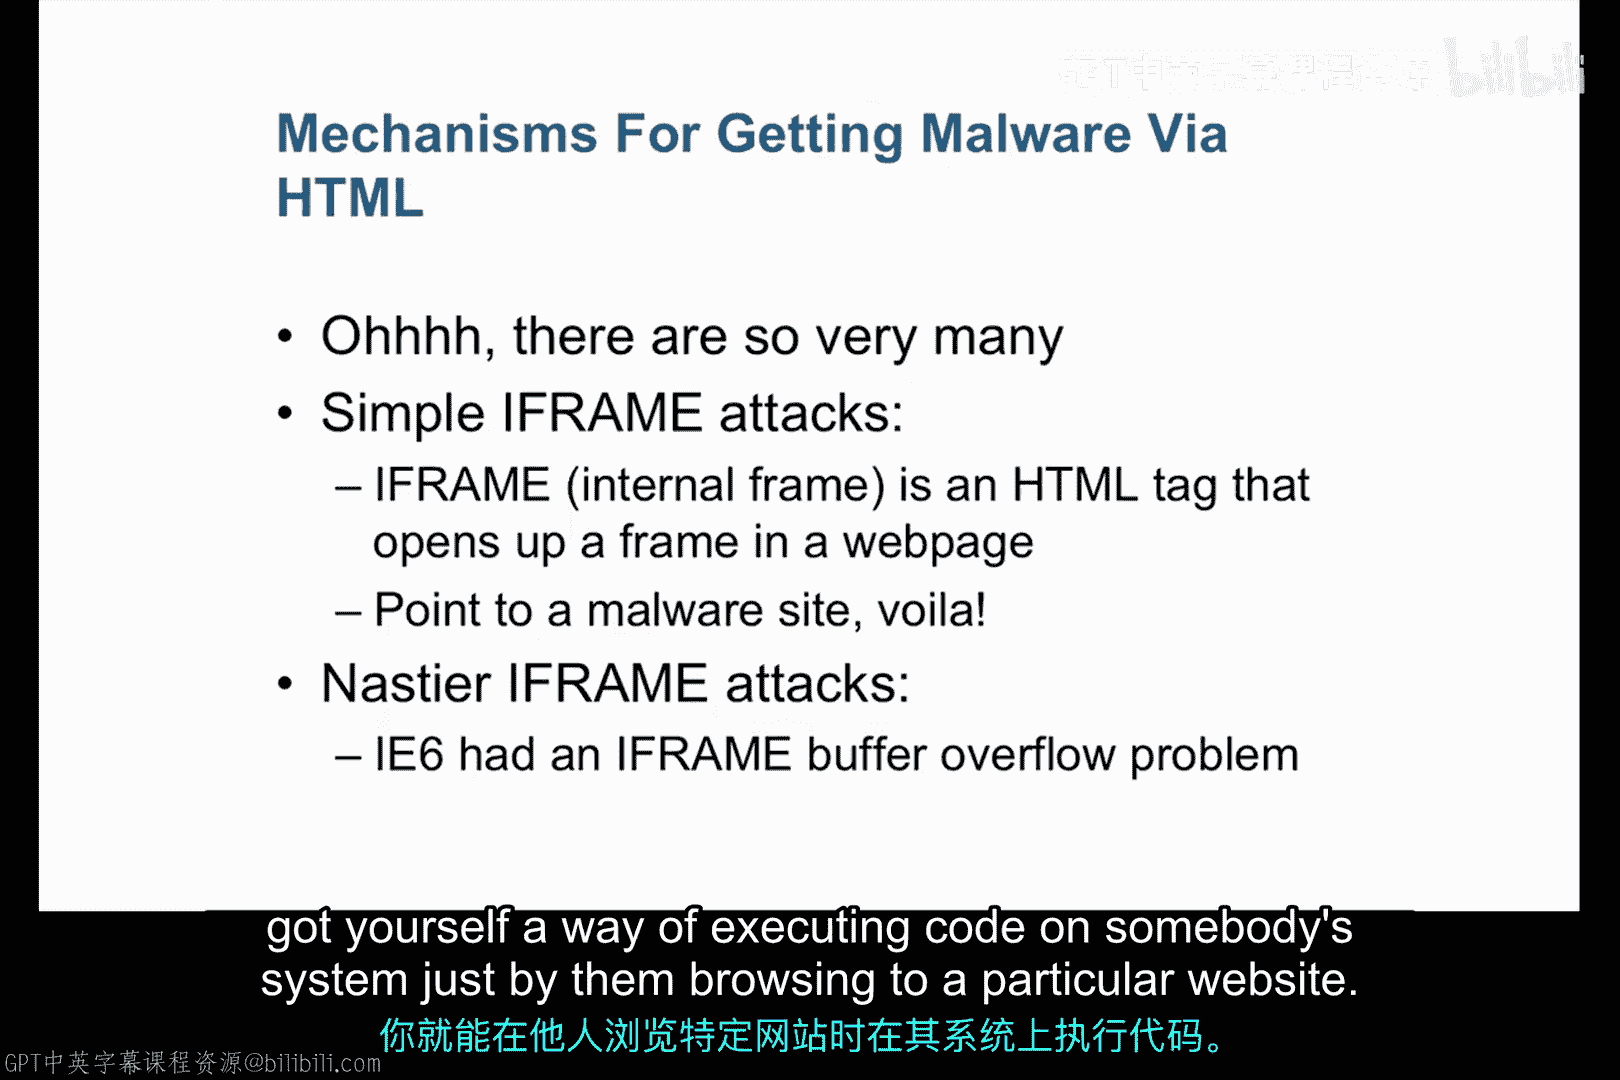 bilibili
Mechanisms For Getting Malware Via
HTML
• Ohhhh, there are so very many
• Simple IFRAME attacks:
– IFRAME (internal frame) is an HTML tag that
opens up a frame in a webpage
– Point to a malware site, voila!
• Nastier IFRAME attacks:
– IE6 had an IFRAME buffer overflow problem
got yourself a way of executing code on somebody's
system just by them browsing to a particular website.
你就能在他人浏览特定网站时在其系统上执行代码。
GPT中英字幕课程资源@bilibili.com